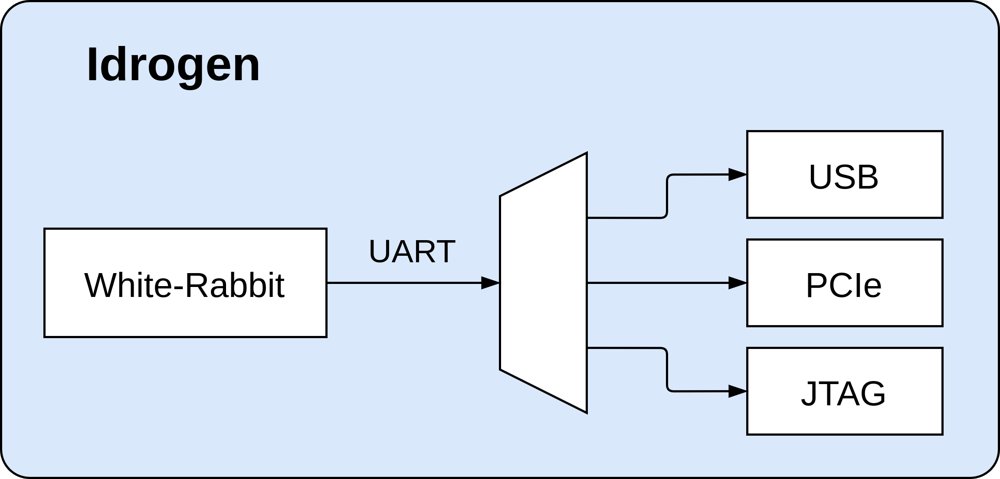 Idrogen
White-Rabbit
UART
USB
PCIe
JTAG